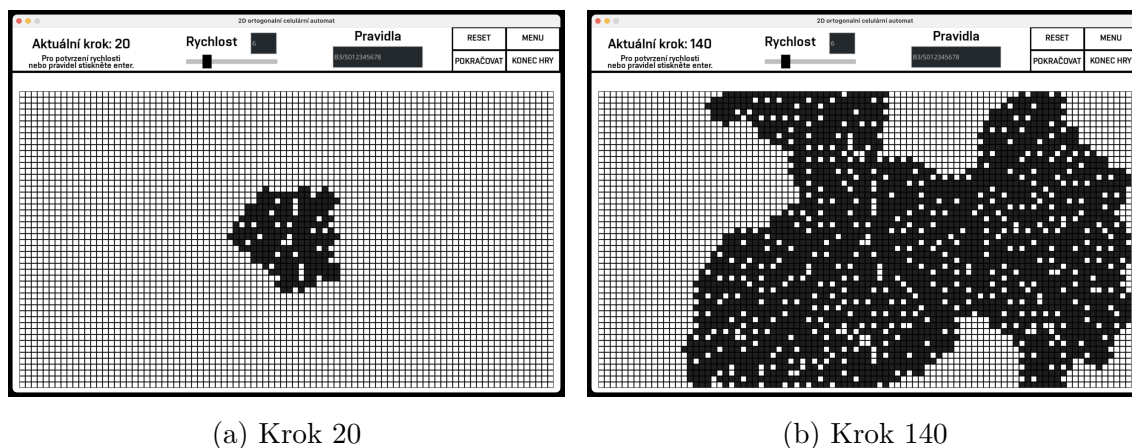 2D ortogonalní celulární automat
Aktuální krok: 20
Pro potvrzení rychlosti
nebo pravidel stiskněte enter.
Rychlost
6
Pravidla
B3/S012345678
RESET
MENU
POKRAČOVAT
KONEC HRY
2D ortogonalní celulární automat
Aktuální krok: 140
Pro potvrzení rychlosti
nebo pravidel stiskněte enter.
Rychlost
6
Pravidla
B3/S012345678
RESET
MENU
POKRAČOVAT
KONEC HRY
(a) Krok 20
(b) Krok 140